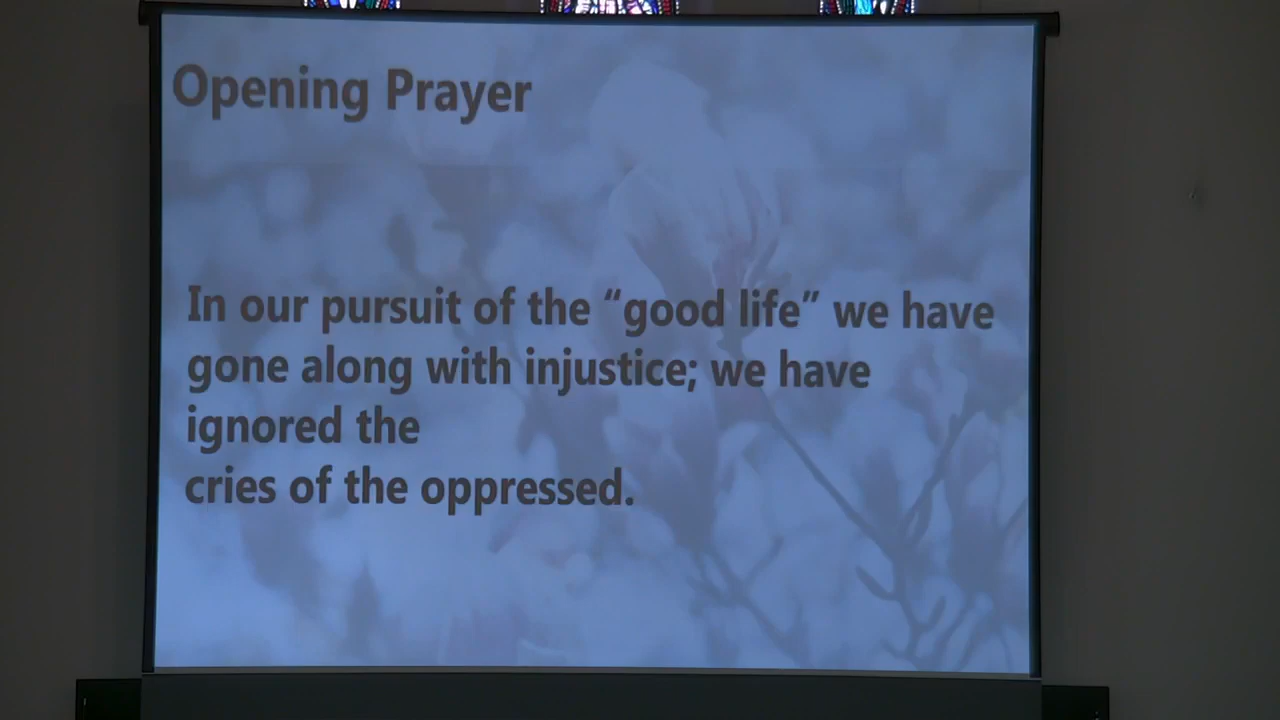 Opening Prayer
In our pursuit of the “good life” we have
gone along with injustice; we have
ignored the
cries of the oppressed.